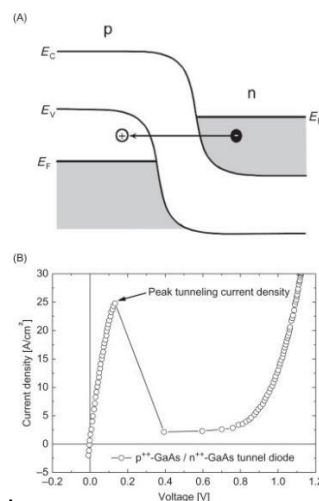 (A)
p
n
E_C
E_V
E_F
(B)
30
25
20
15
10
5
0
−5
Current density [A/cm²]
Peak tunneling current density
p⁺⁺-GaAs / n⁺⁺-GaAs tunnel diode
−0.2 0.0 0.2 0.4 0.6 0.8 1.0
Voltage [V]